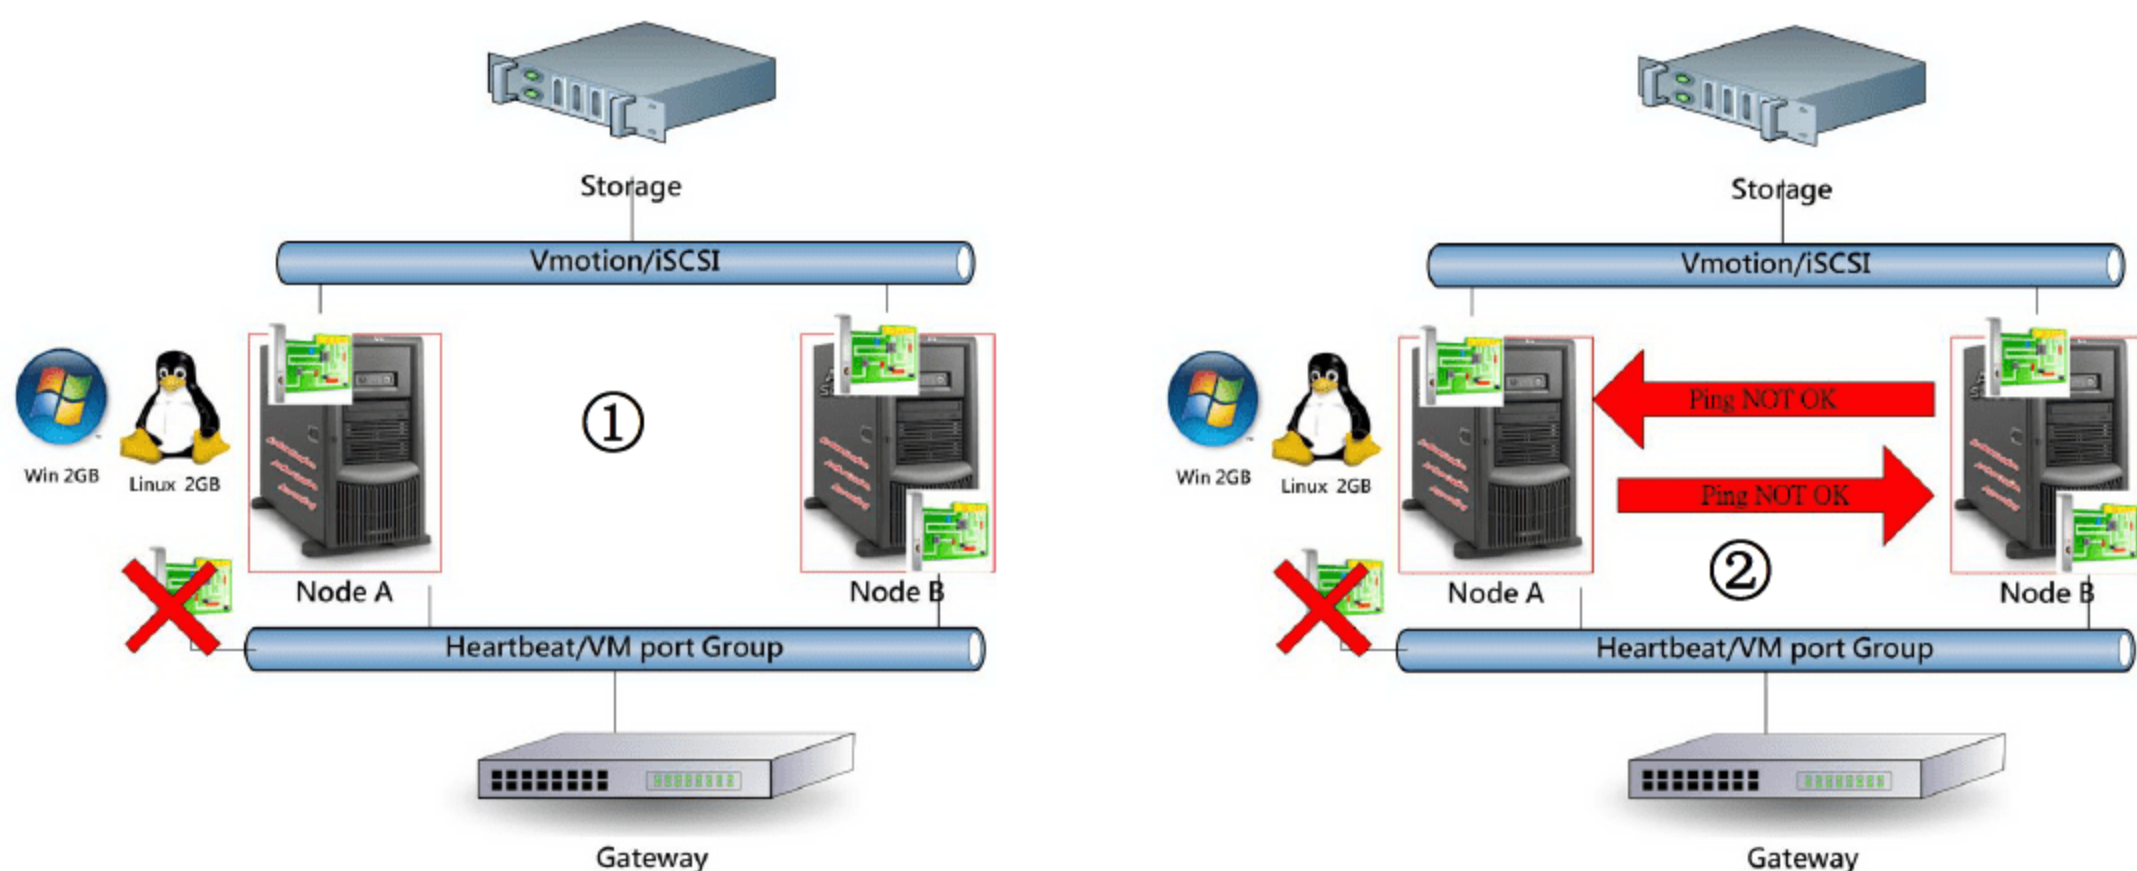 Storage
Vmotion/iSCSI
①
Win 2GB
Linux 2GB
Node A
Node B
Heartbeat/VM port Group
Gateway
Storage
Vmotion/iSCSI
Ping NOT OK
Win 2GB
Linux 2GB
Ping NOT OK
②
Node A
Node B
Heartbeat/VM port Group
Gateway